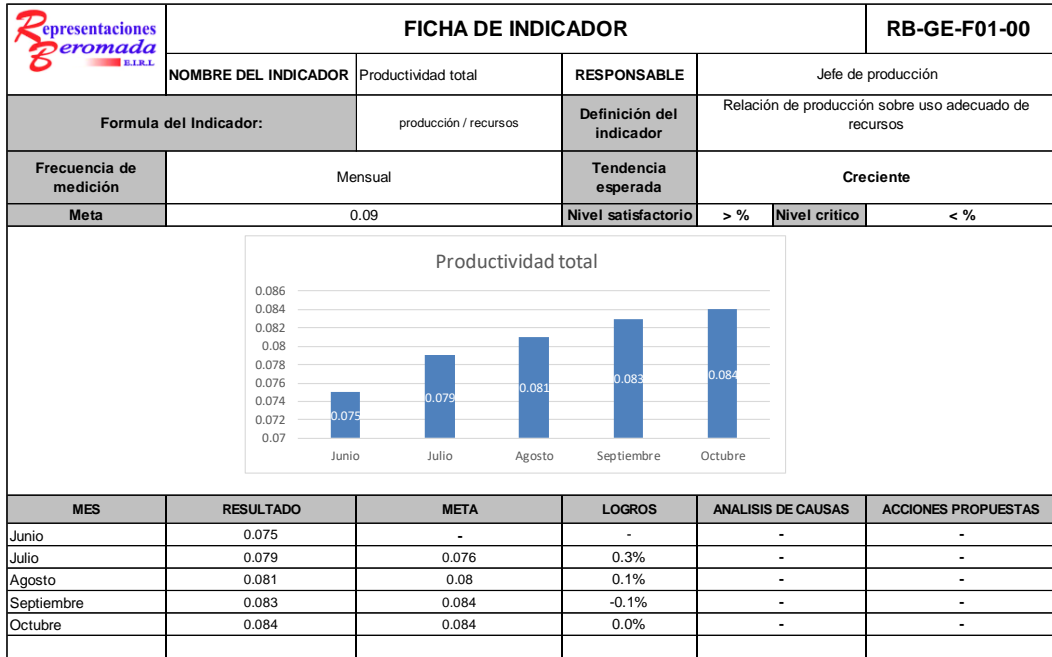 Representaciones
Beromada
E.I.R.L
FICHA DE INDICADOR
RB-GE-F01-00
NOMBRE DEL INDICADOR Productividad total RESPONSABLE Jefe de producción
Formula del Indicador: producción / recursos Definición del indicador Relación de producción sobre uso adecuado de recursos
Frecuencia de medición Mensual Tendencia esperada Creciente
Meta 0.09 Nivel satisfactorio > % Nivel critico < %
Productividad total
0.086
0.084
0.082
0.08
0.078
0.076
0.074
0.072
0.07
0.075 0.079 0.081 0.083 0.084
Junio Julio Agosto Septiembre Octubre
MES RESULTADO META LOGROS ANALISIS DE CAUSAS ACCIONES PROPUESTAS
Junio 0.075 - - - -
Julio 0.079 0.076 0.3% - -
Agosto 0.081 0.08 0.1% - -
Septiembre 0.083 0.084 -0.1% - -
Octubre 0.084 0.084 0.0% - -